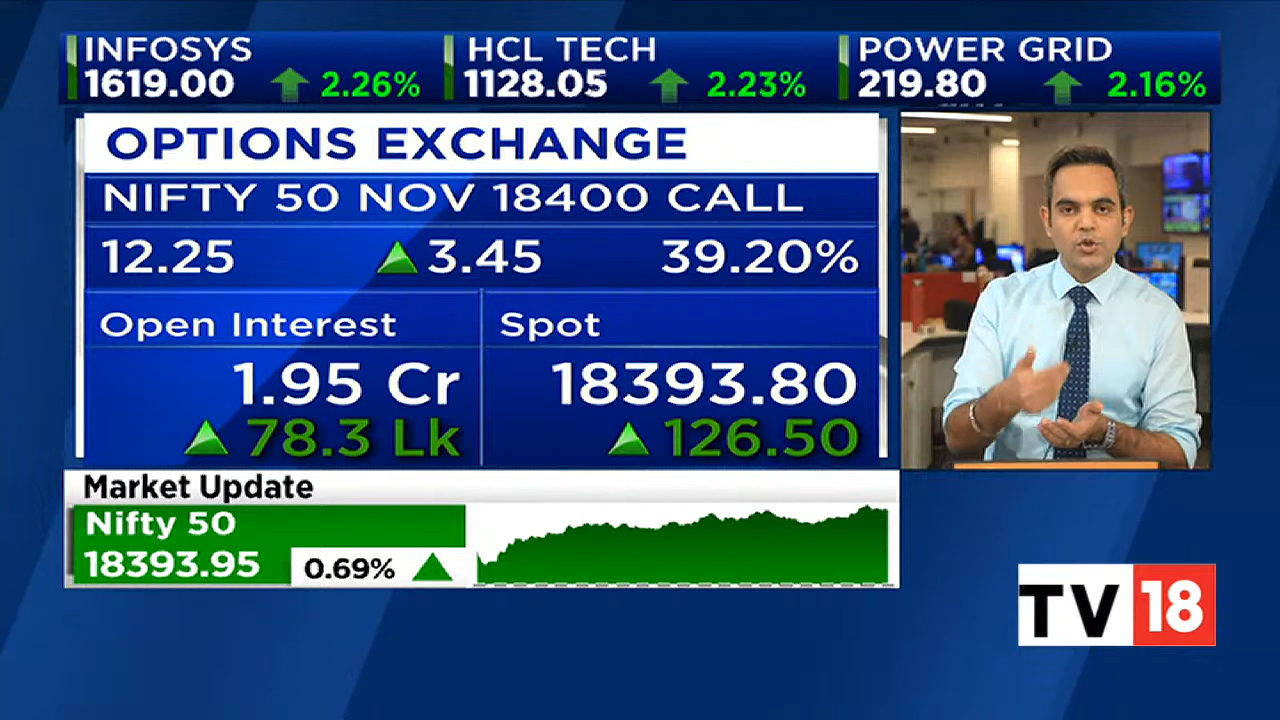 INFOSYS
1619.00 2.26%
HCL TECH
1128.05 2.23%
POWER GRID
219.80 2.16%
OPTIONS EXCHANGE
NIFTY 50 NOV 18400 CALL
12.25 3.45 39.20%
Open Interest
1.95 Cr
78.3 Lk
Spot
18393.80
126.50
Market Update
Nifty 50
18393.95 0.69%
TV 18